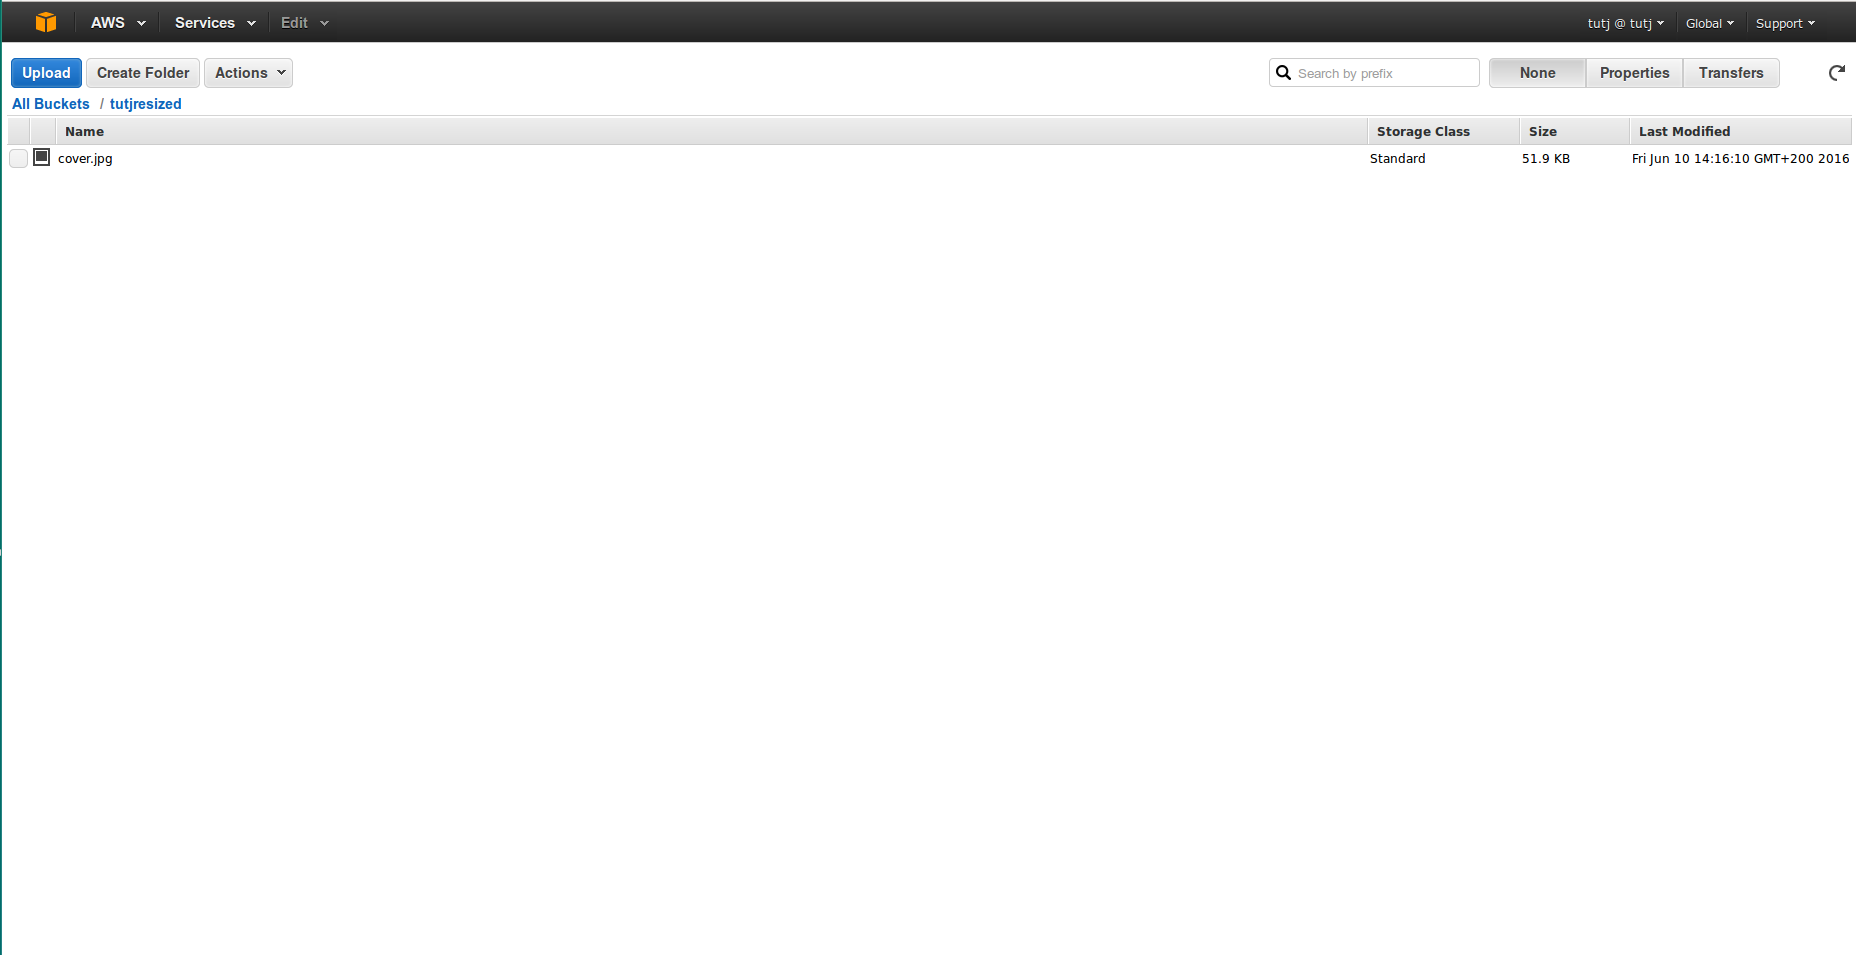 AWS Services Edit tutj @ tutj Global Support
Upload Create Folder Actions Search by prefix None Properties Transfers
All Buckets / tutjresized
Name Storage Class Size Last Modified
cover.jpg Standard 51.9 KB Fri Jun 10 14:16:10 GMT+200 2016